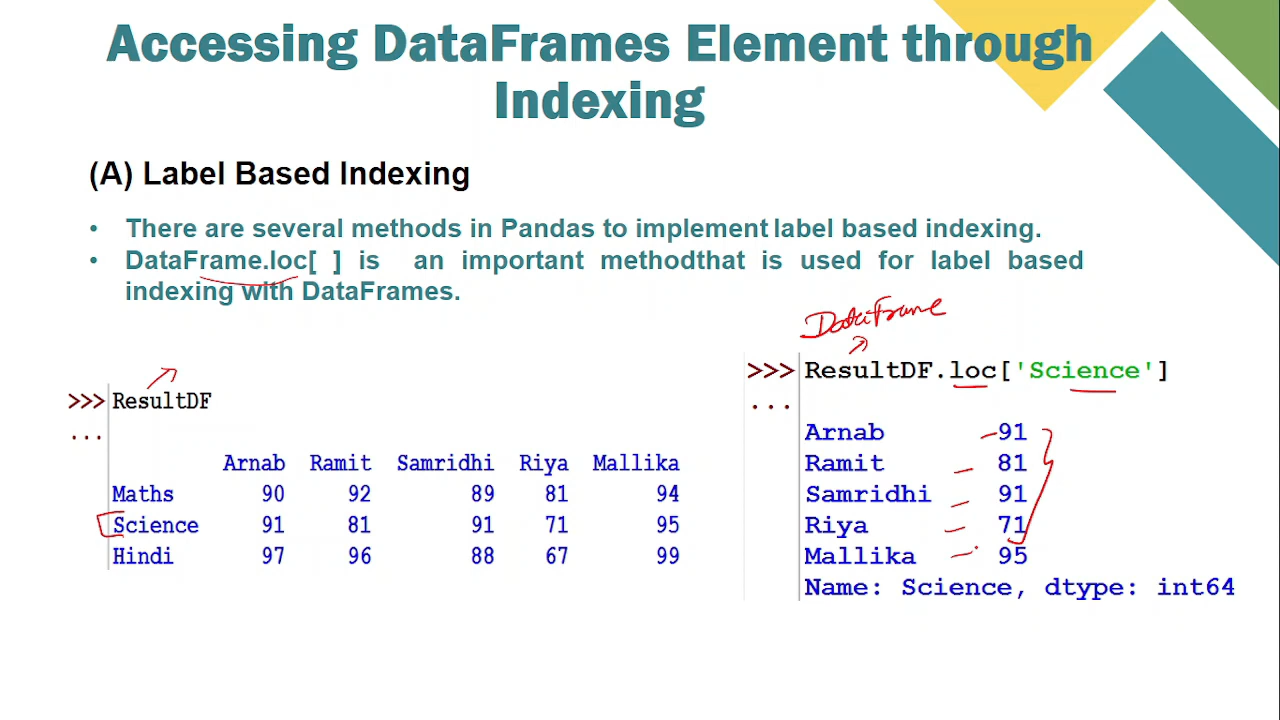 Accessing DataFrames Element through
Indexing
(A) Label Based Indexing
• There are several methods in Pandas to implement label based indexing.
• DataFrame.loc[ ] is an important methodthat is used for label based
indexing with DataFrames.
>>> ResultDF
...
Arnab Ramit Samridhi Riya Mallika
Maths 90 92 89 81 94
Science 91 81 91 71 95
Hindi 97 96 88 67 99
DataFrame
>>> ResultDF.loc['Science']
...
Arnab 91
Ramit 81
Samridhi 91
Riya 71
Mallika 95
Name: Science, dtype: int64